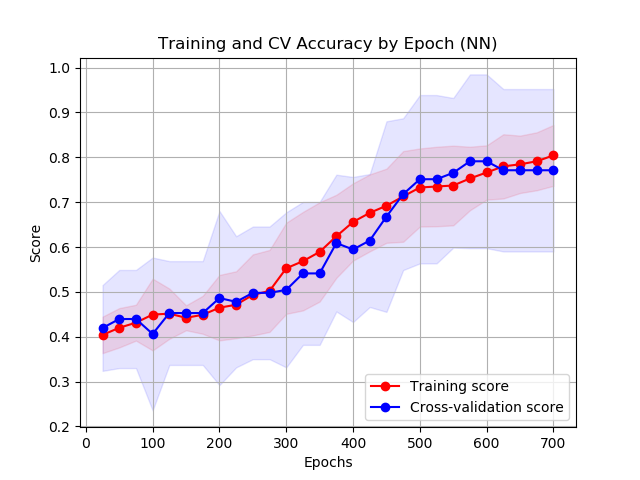 Training and CV Accuracy by Epoch (NN)
1.0
0.9
0.8
0.7
0.6
0.5
0.4
0.3
0.2
Score
0 100 200 300 400 500 600 700
Epochs
Training score
Cross-validation score